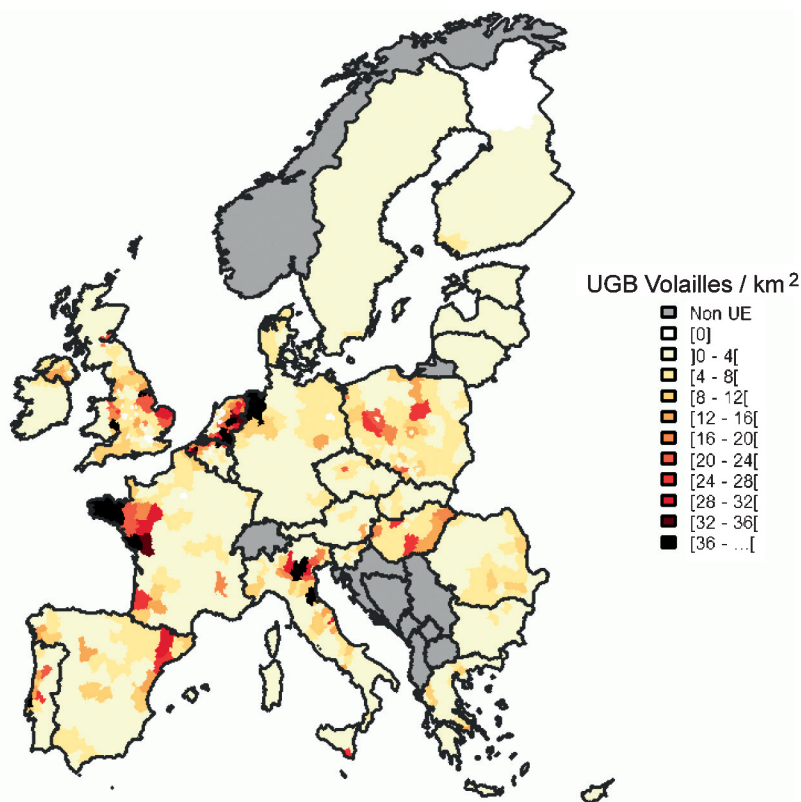 UGB Volailles / km²
Non UE
[0]
]0 - 4[
[4 - 8[
[8 - 12[
[12 - 16[
[16 - 20[
[20 - 24[
[24 - 28[
[28 - 32[
[32 - 36[
[36 - ...[